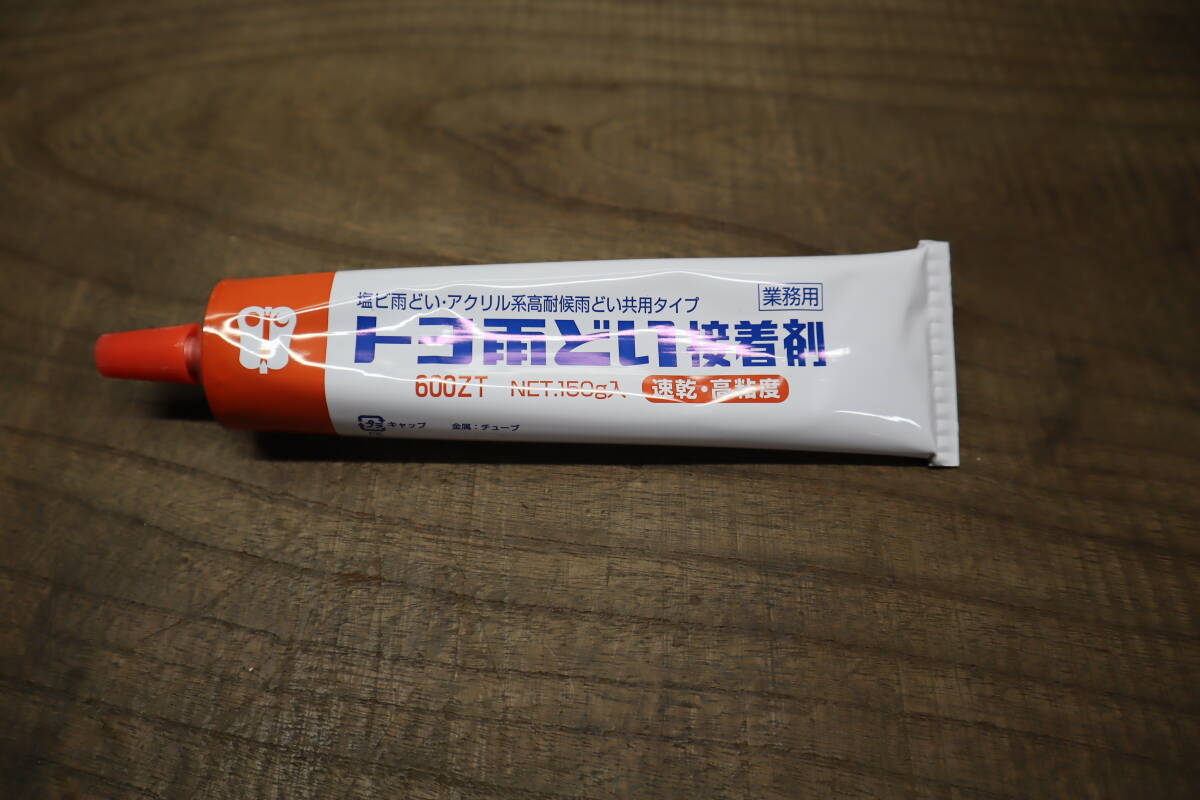 塩ビ雨どい・アクリル系高耐候雨どい共用タイプ 業務用
トヨ雨どい接着剤
600ZT NET.150g入 速乾・高粘度
プラ キャップ 金属：チューブ